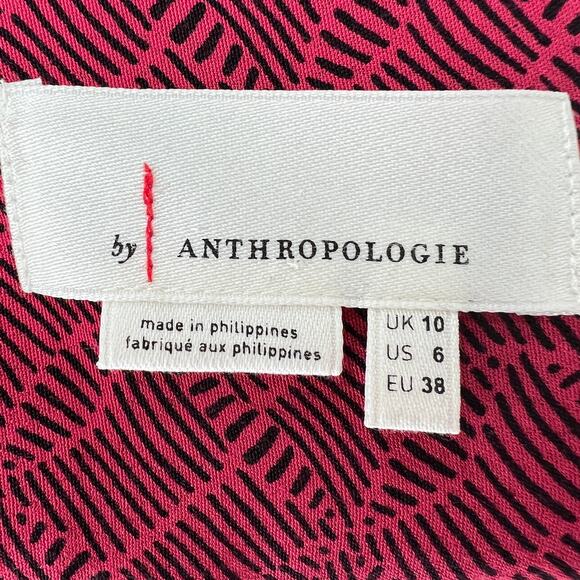 by ANTHROPOLOGIE
made in philippines
fabriqué aux philippines
UK 10
US 6
EU 38